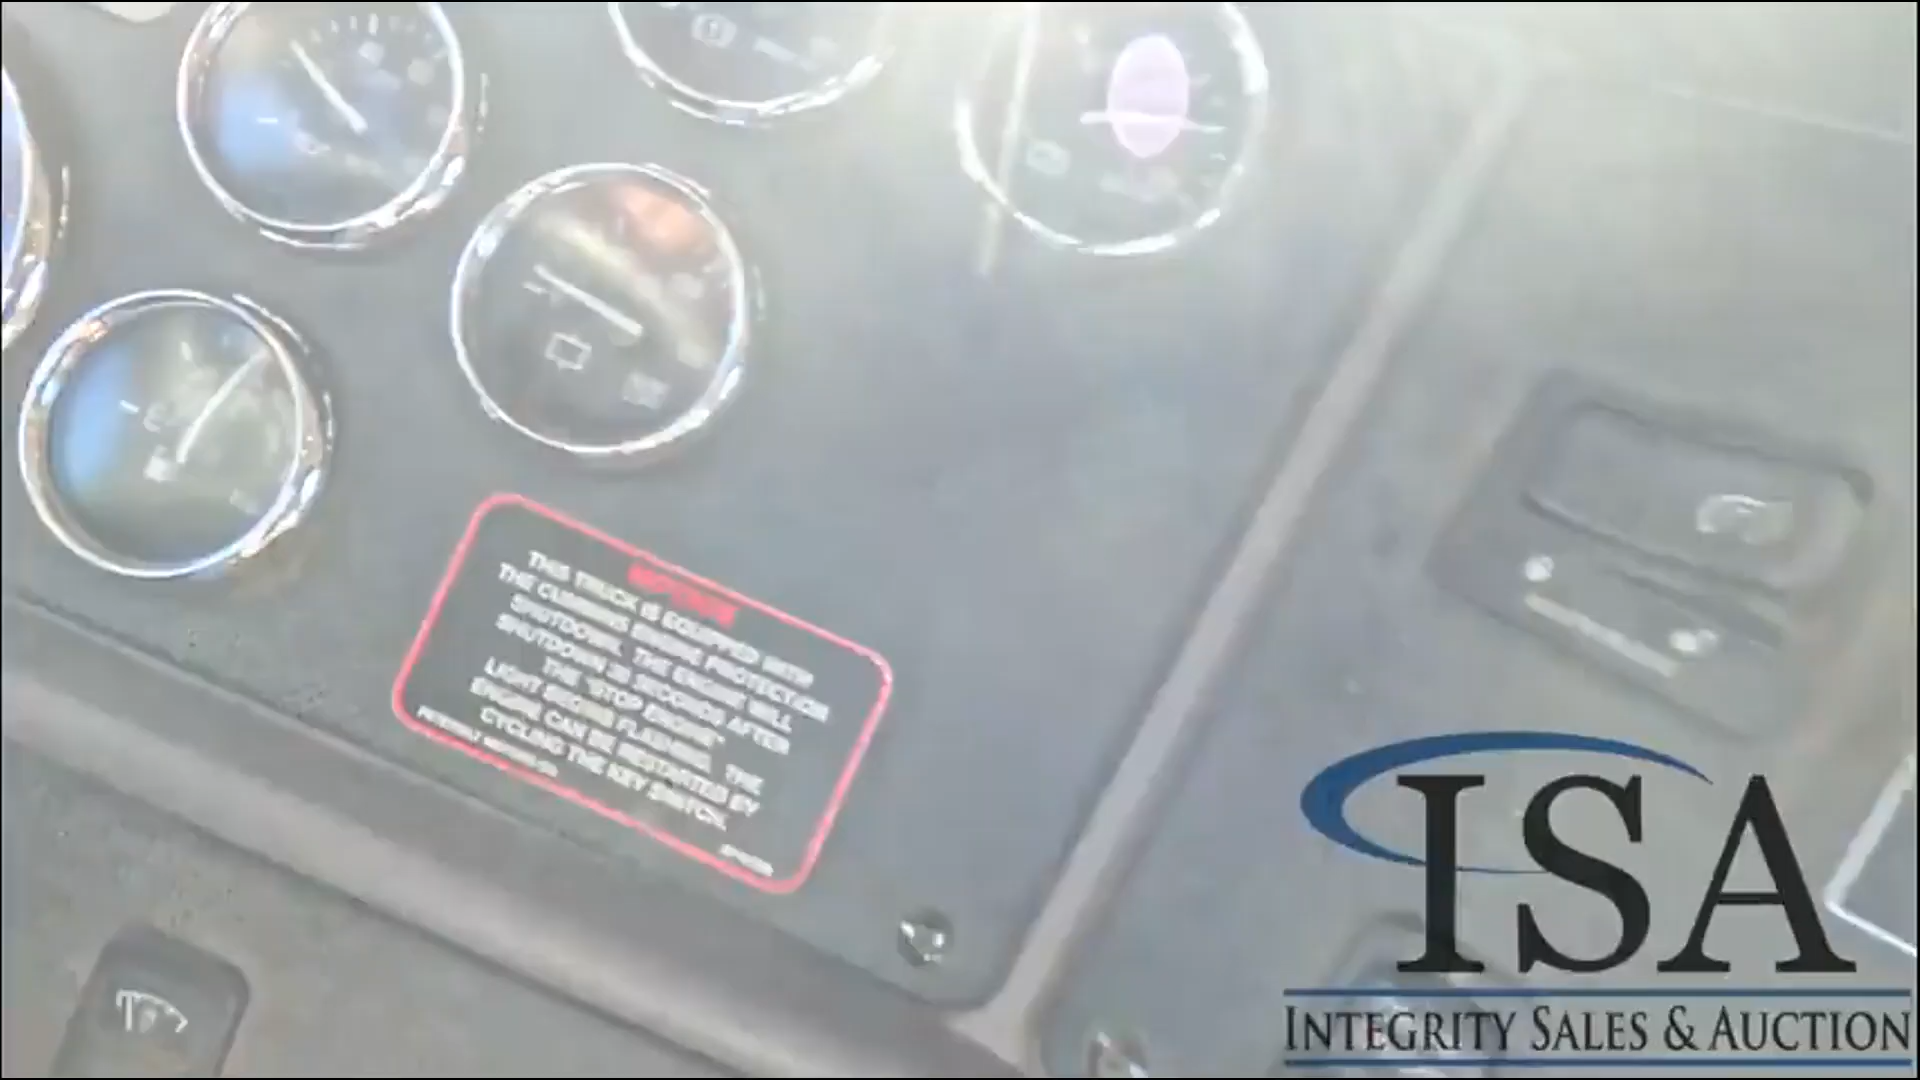 NOTICE
THIS TRUCK IS EQUIPPED WITH
THE CUMMINS ENGINE PROTECTION
SHUTDOWN. THE ENGINE WILL
SHUTDOWN 30 SECONDS AFTER
THE "STOP ENGINE"
LIGHT BEGINS FLASHING. THE
ENGINE CAN BE RESTARTED BY
CYCLING THE KEY SWITCH.
ISA
INTEGRITY SALES & AUCTION